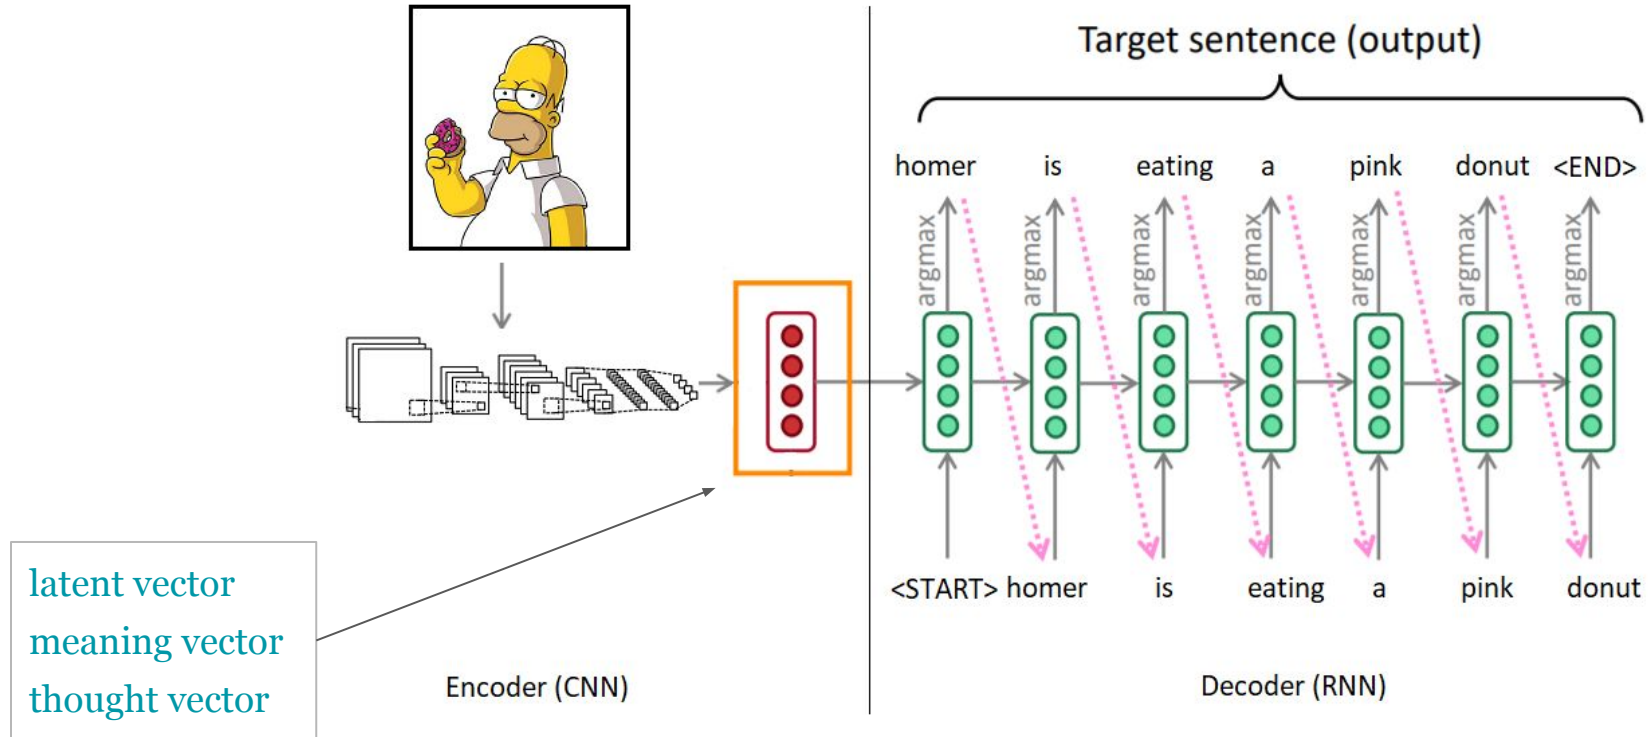 Target sentence (output)
homer is eating a pink donut <END>
argmax argmax argmax argmax argmax argmax argmax
<START> homer is eating a pink donut
latent vector
meaning vector
thought vector
Encoder (CNN)
Decoder (RNN)